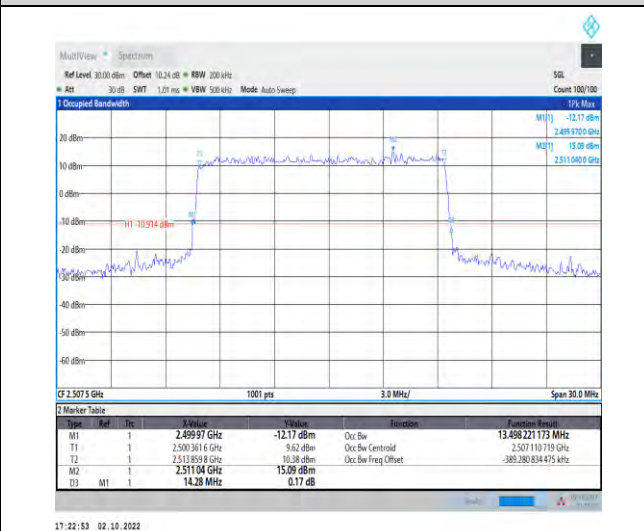 MultiView Spectrum
Ref Level 30.00 dBm Offset 10.24 dB RBW 200 kHz SGL
Att 30 dB SWT 1.01 ms VBW 500 kHz Mode Auto Sweep Count 100/100
1 Occupied Bandwidth 1Pk Max
M1[1] -12.17 dBm
2.499 970 0 GHz
M2[1] 15.09 dBm
2.511 040 0 GHz
20 dBm
T1
T2
10 dBm
0 dBm
M1
-10 dBm
H1 -10.914 dBm
-20 dBm
-30 dBm
-40 dBm
-50 dBm
-60 dBm
CF 2.507 5 GHz 1001 pts 3.0 MHz/ Span 30.0 MHz
2 Marker Table
Type Ref Trc X-Value Y-Value Function Function Result
M1 1 2.499 97 GHz -12.17 dBm Occ Bw 13.498 221 173 MHz
T1 1 2.500 361 6 GHz 9.62 dBm Occ Bw Centroid 2.507 110 719 GHz
T2 1 2.513 859 8 GHz 10.38 dBm Occ Bw Freq Offset -389.280 834 475 kHz
M2 1 2.511 04 GHz 15.09 dBm
D3 M1 1 14.28 MHz 0.17 dB
17:22:53 02.10.2022